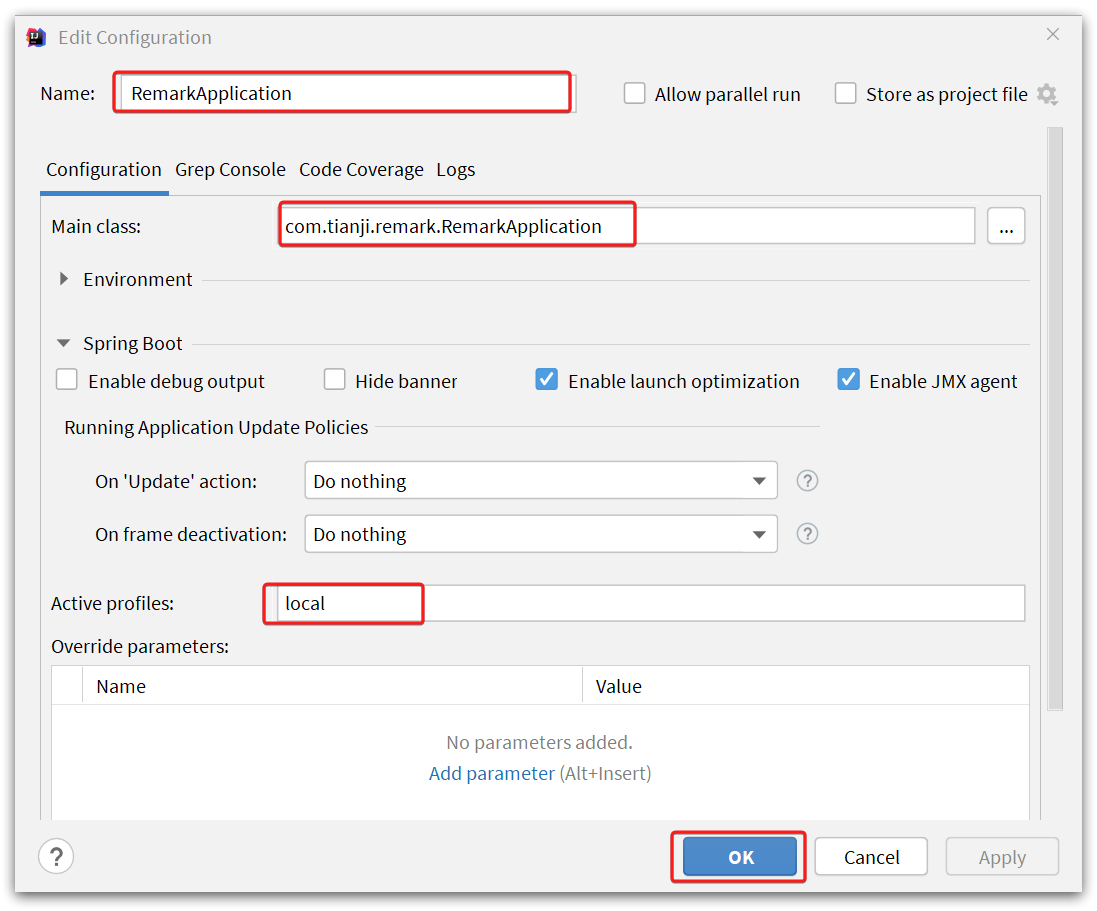 Edit Configuration
Name: RemarkApplication Allow parallel run Store as project file
Configuration Grep Console Code Coverage Logs
Main class: com.tianji.remark.RemarkApplication ...
Environment
Spring Boot
Enable debug output Hide banner Enable launch optimization Enable JMX agent
Running Application Update Policies
On 'Update' action: Do nothing ?
On frame deactivation: Do nothing ?
Active profiles: local
Override parameters:
Name Value
No parameters added.
Add parameter (Alt+Insert)
? OK Cancel Apply